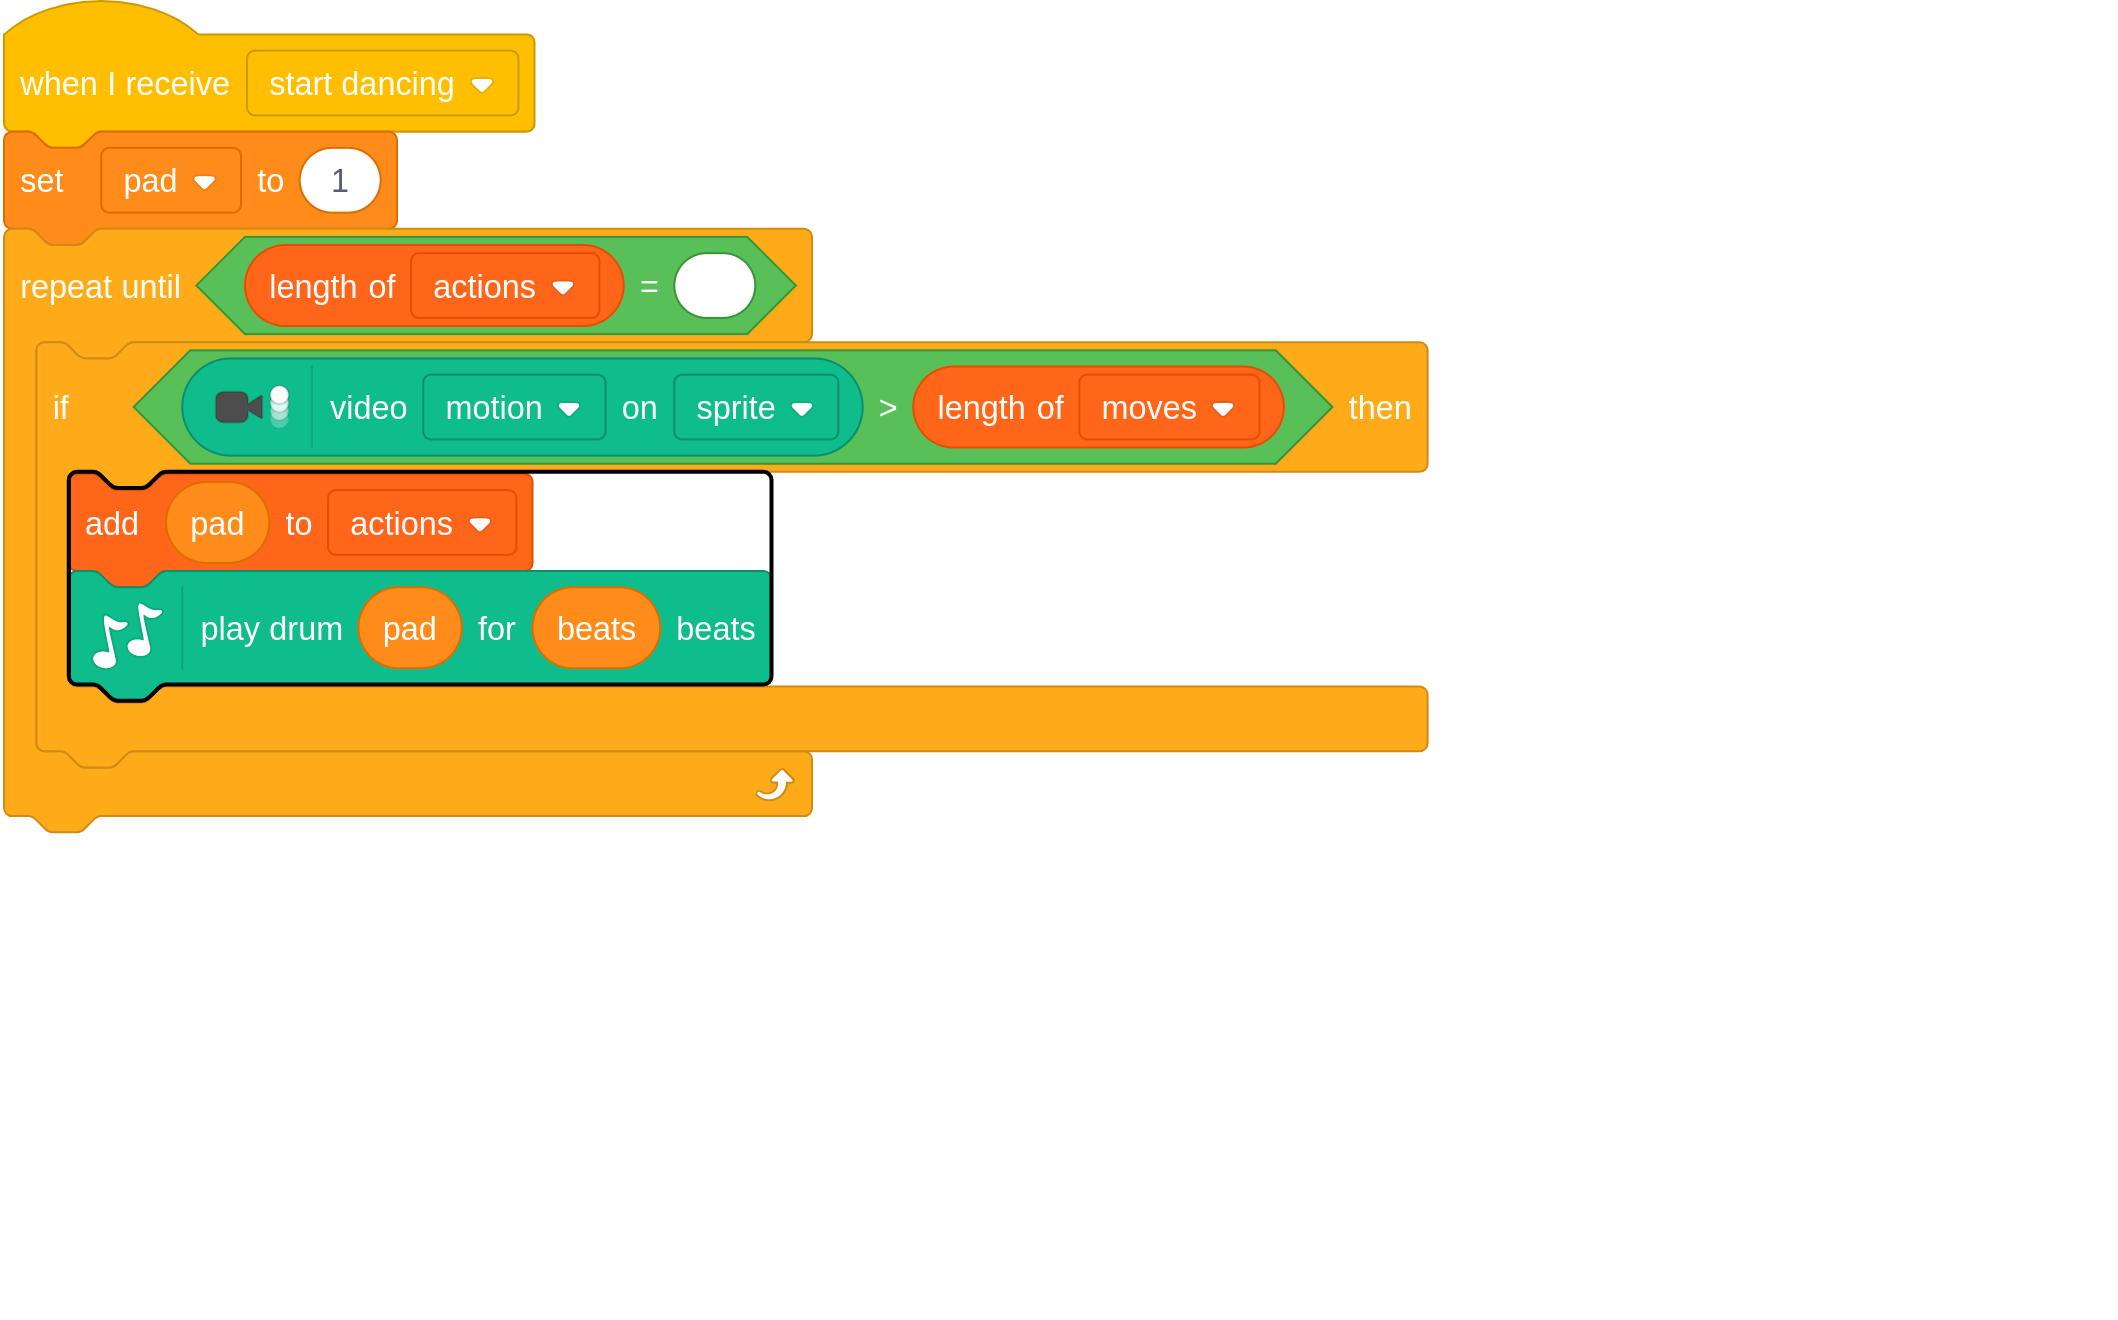 when I receive start dancing
set pad to 1
repeat until length of actions =
if video motion on sprite > length of moves then
add pad to actions
play drum pad for beats beats